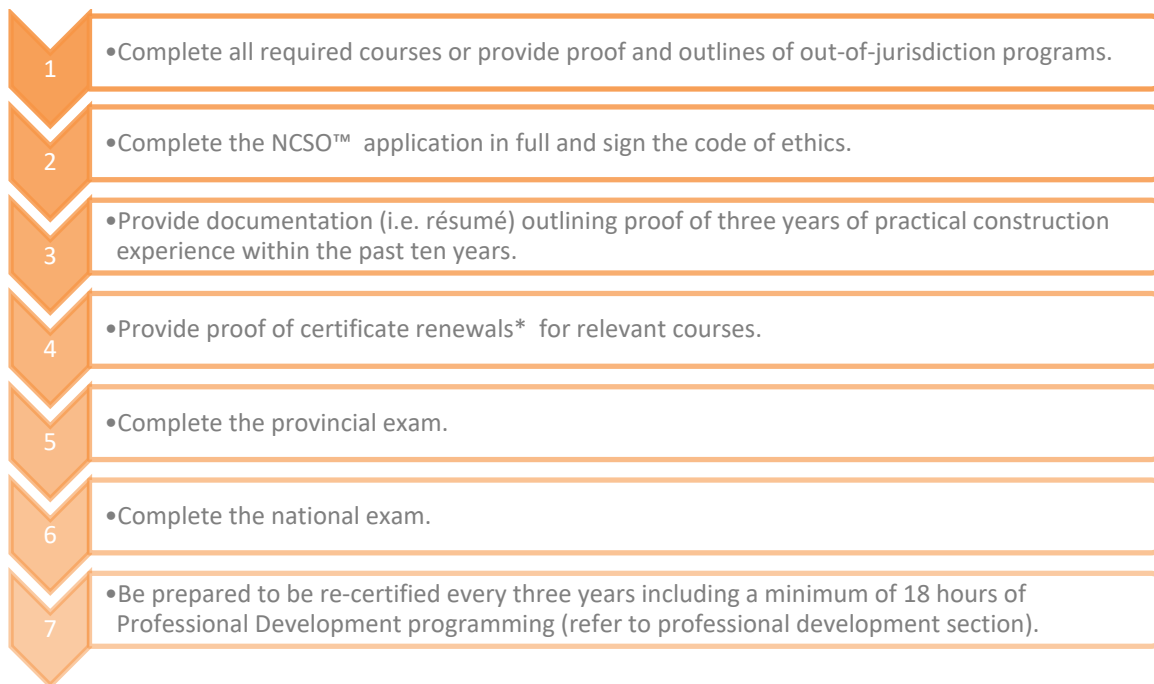 1
•Complete all required courses or provide proof and outlines of out-of-jurisdiction programs.
2
•Complete the NCSO™ application in full and sign the code of ethics.
3
•Provide documentation (i.e. résumé) outlining proof of three years of practical construction
experience within the past ten years.
4
•Provide proof of certificate renewals* for relevant courses.
5
•Complete the provincial exam.
6
•Complete the national exam.
7
•Be prepared to be re-certified every three years including a minimum of 18 hours of
Professional Development programming (refer to professional development section).